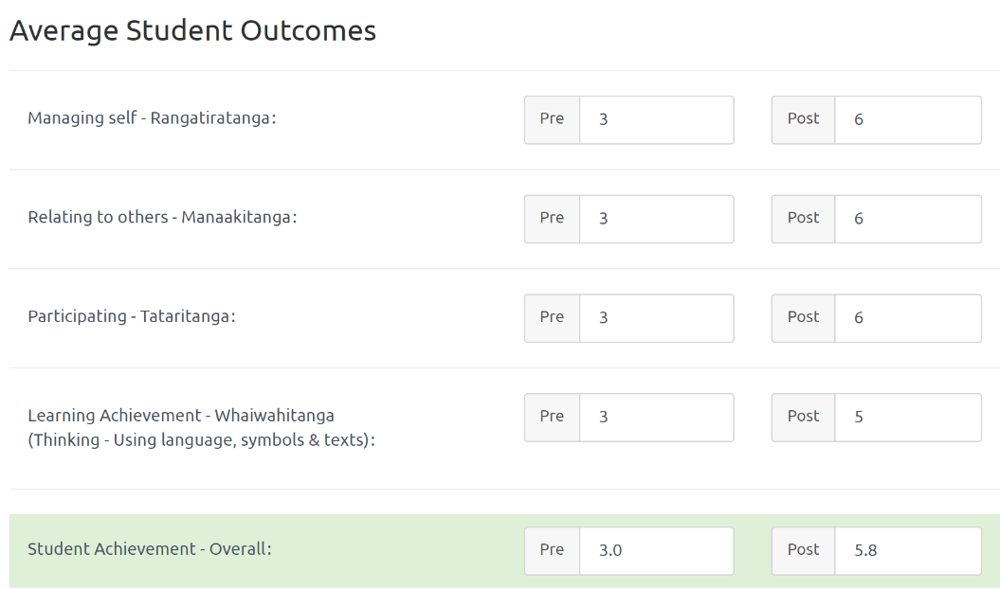 Average Student Outcomes
Managing self - Rangatiratanga: Pre 3 Post 6
Relating to others - Manaakitanga: Pre 3 Post 6
Participating - Tataritanga: Pre 3 Post 6
Learning Achievement - Whaiwahitanga Pre 3 Post 5
(Thinking - Using language, symbols & texts):
Student Achievement - Overall: Pre 3.0 Post 5.8